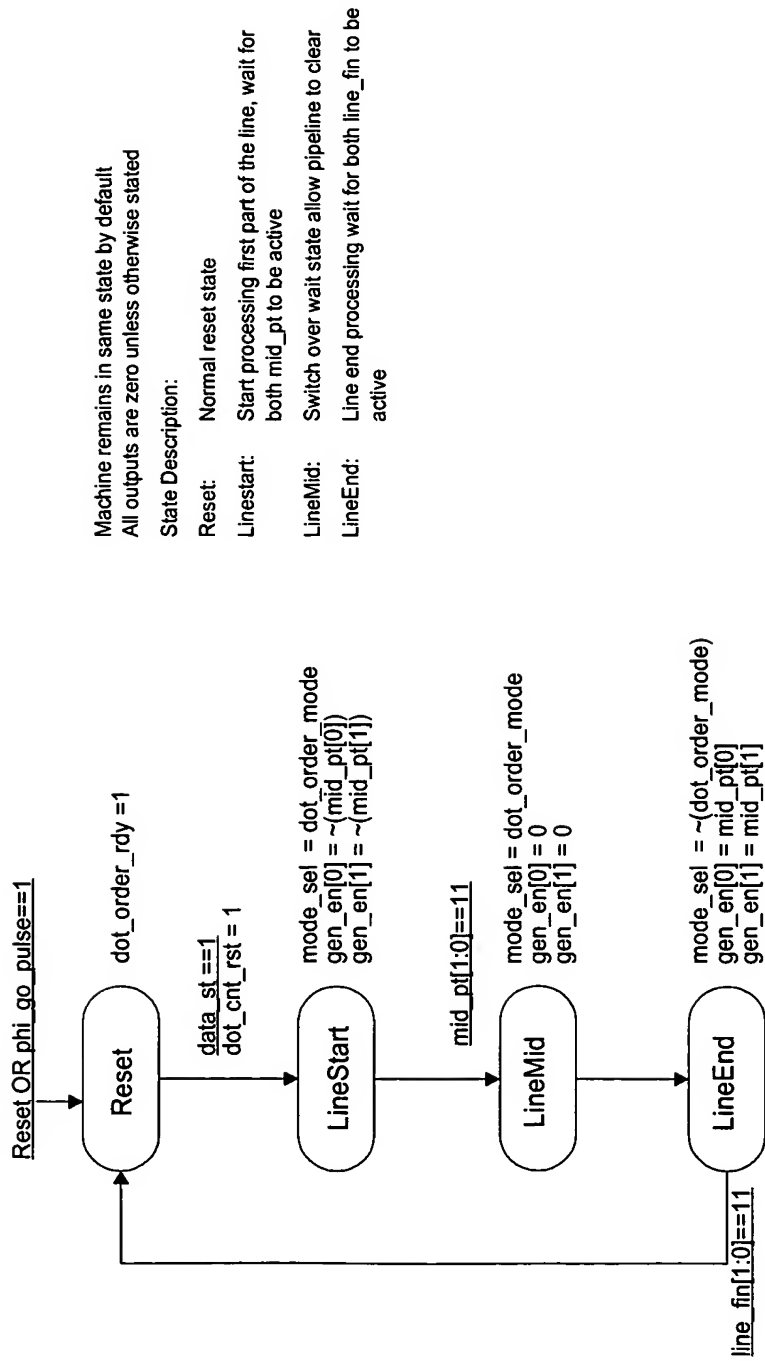 Reset OR phi_go_pulse==1
Reset
dot_order_rdy =1
data_st ==1
dot_cnt_rst = 1
LineStart
mode_sel = dot_order_mode
gen_en[0] = ~(mid_pt[0])
gen_en[1] = ~(mid_pt[1])
mid_pt[1:0]==11
LineMid
mode_sel = dot_order_mode
gen_en[0] = 0
gen_en[1] = 0
LineEnd
mode_sel = ~(dot_order_mode)
gen_en[0] = mid_pt[0]
gen_en[1] = mid_pt[1]
line_fin[1:0]==11
Machine remains in same state by default
All outputs are zero unless otherwise stated
State Description:
Reset: Normal reset state
Linestart: Start processing first part of the line, wait for
both mid_pt to be active
LineMid: Switch over wait state allow pipeline to clear
LineEnd: Line end processing wait for both line_fin to be
active